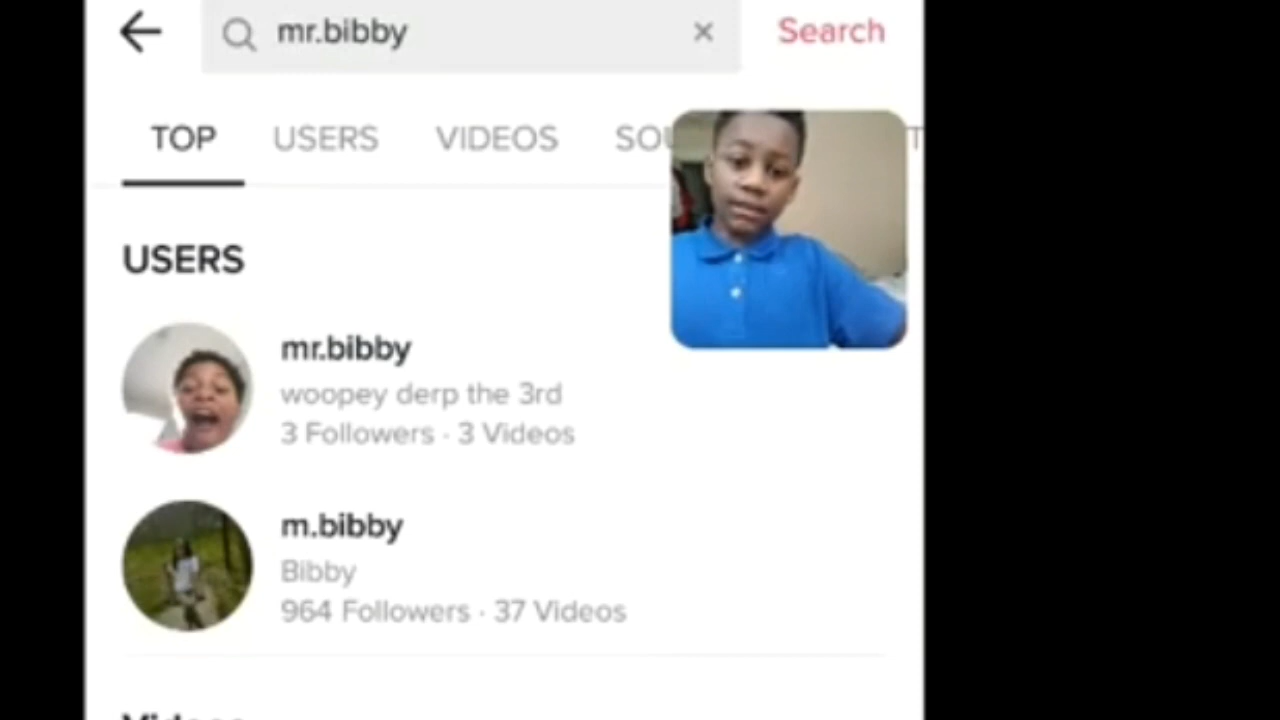 mr.bibby × Search
TOP USERS VIDEOS
USERS
mr.bibby
woopey derp the 3rd
3 Followers · 3 Videos
m.bibby
Bibby
964 Followers · 37 Videos